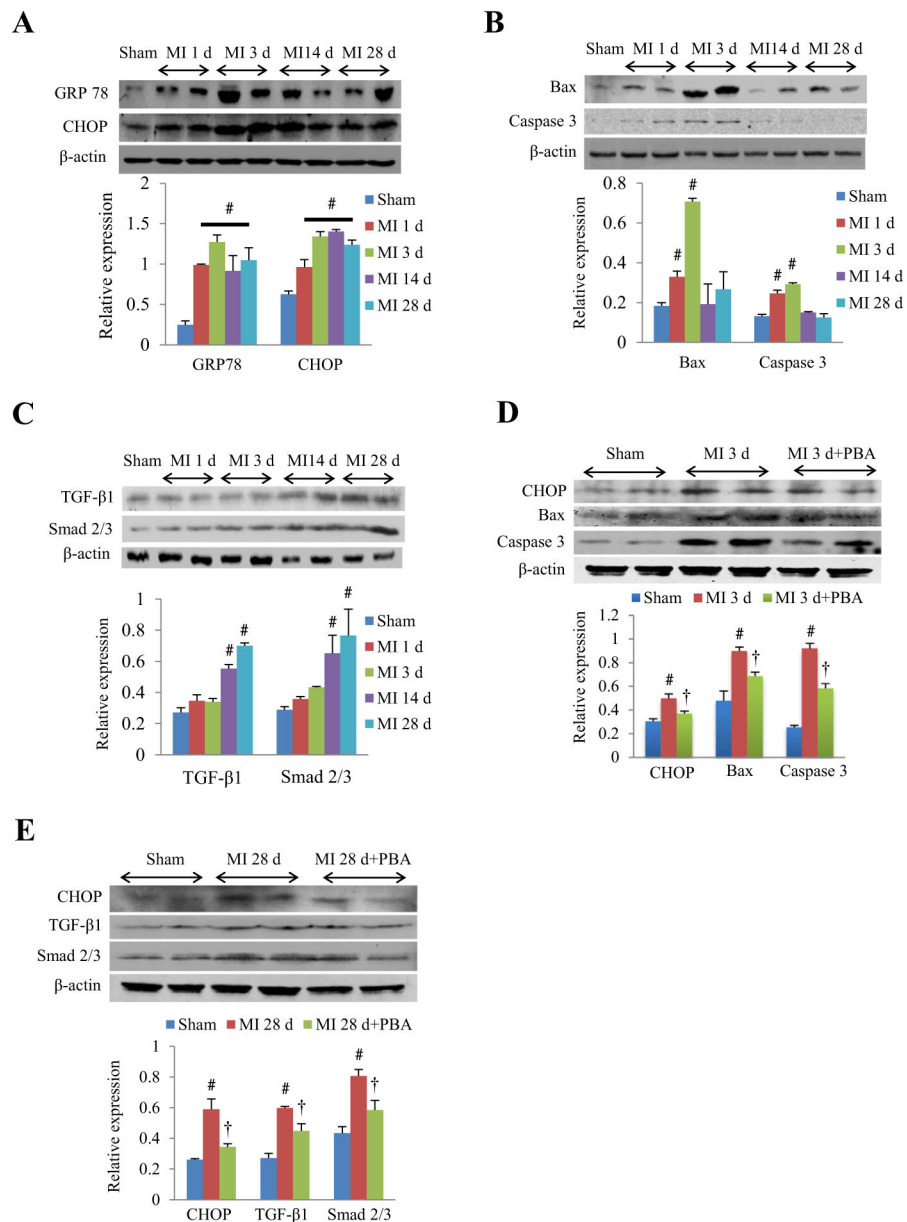 A
Sham MI 1 d MI 3 d MI14 d MI 28 d
GRP 78
CHOP
β-actin
Relative expression
2
1.5
1
0.5
0
# #
Sham
MI 1 d
MI 3 d
MI 14 d
MI 28 d
GRP78 CHOP
B
Sham MI 1 d MI 3 d MI14 d MI 28 d
Bax
Caspase 3
β-actin
Relative expression
0.8
0.6
0.4
0.2
0
# # # #
Sham
MI 1 d
MI 3 d
MI 14 d
MI 28 d
Bax Caspase 3
C
Sham MI 1 d MI 3 d MI14 d MI 28 d
TGF-β1
Smad 2/3
β-actin
Relative expression
1
0.8
0.6
0.4
0.2
0
# # # #
Sham
MI 1 d
MI 3 d
MI 14 d
MI 28 d
TGF-β1 Smad 2/3
D
Sham MI 3 d MI 3 d+PBA
CHOP
Bax
Caspase 3
β-actin
Sham MI 3 d MI 3 d+PBA
Relative expression
1.2
1
0.8
0.6
0.4
0.2
0
# † # † # †
CHOP Bax Caspase 3
E
Sham MI 28 d MI 28 d+PBA
CHOP
TGF-β1
Smad 2/3
β-actin
Sham MI 28 d MI 28 d+PBA
Relative expression
1
0.8
0.6
0.4
0.2
0
# † # † # †
CHOP TGF-β1 Smad 2/3